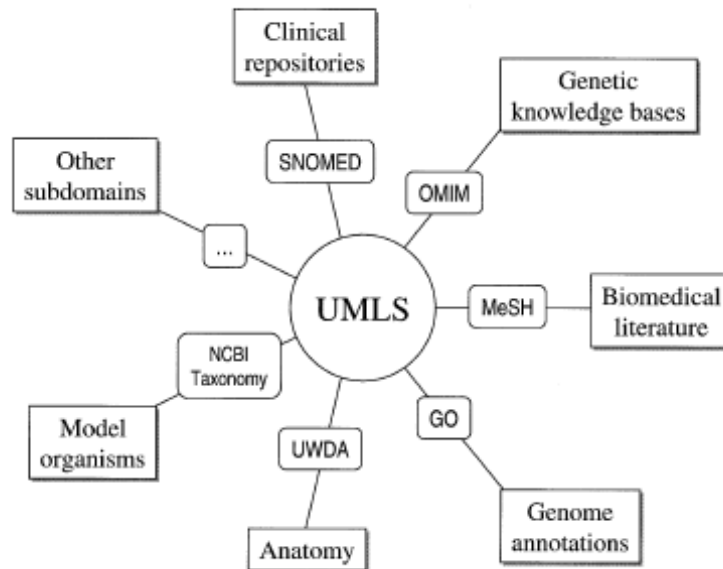 Clinical
repositories
Genetic
knowledge bases
SNOMED
OMIM
Other
subdomains
...
UMLS
MeSH
Biomedical
literature
NCBI
Taxonomy
GO
Model
organisms
UWDA
Genome
annotations
Anatomy